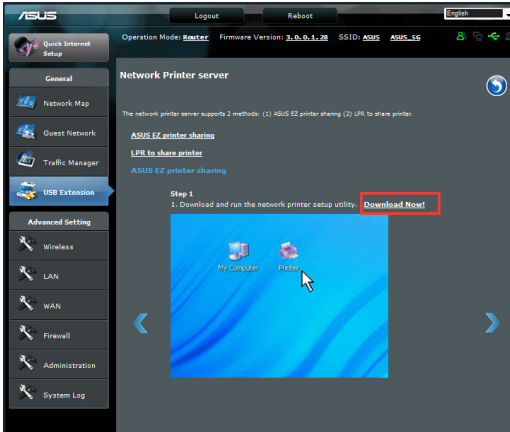 ASUS
Logout
Reboot
English
Operation Mode: Router Firmware Version: 3.0.0.1.28 SSID: ASUS ASUS_5G
Quick Internet
Setup
General
Network Map
Guest Network
Traffic Manager
USB Extension
Advanced Setting
Wireless
LAN
WAN
Firewall
Administration
System Log
Network Printer server
The network printer server supports 2 methods: (1) ASUS EZ printer sharing (2) LPR to share printer.
ASUS EZ printer sharing
LPR to share printer
ASUS EZ printer sharing
Step 1
1. Download and run the network printer setup utility. Download Now!
My Computer
Printer